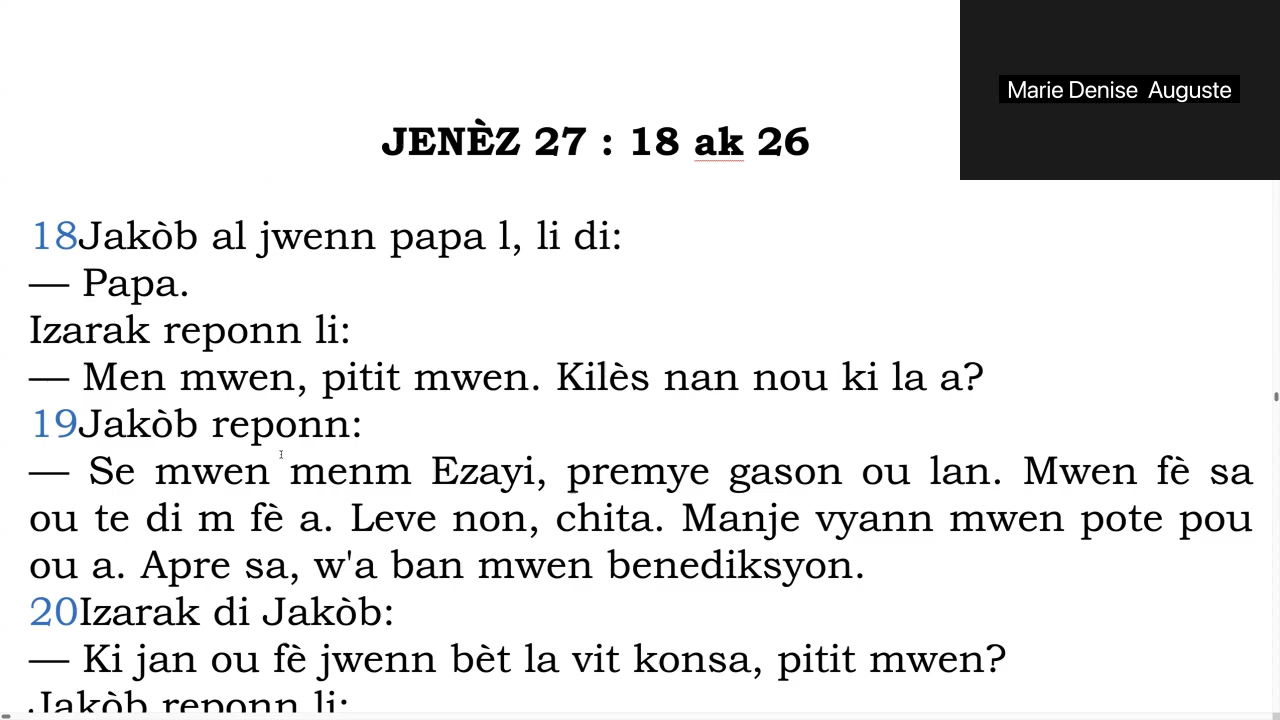 Marie Denise Auguste
JENÈZ 27 : 18 ak 26
18Jakòb al jwenn papa l, li di:
— Papa.
Izarak reponn li:
— Men mwen, pitit mwen. Kilès nan nou ki la a?
19Jakòb reponn:
— Se mwen menm Ezayi, premye gason ou lan. Mwen fè sa
ou te di m fè a. Leve non, chita. Manje vyann mwen pote pou
ou a. Apre sa, w'a ban mwen benediksyon.
20Izarak di Jakòb:
— Ki jan ou fè jwenn bèt la vit konsa, pitit mwen?
Jakòb reponn li: